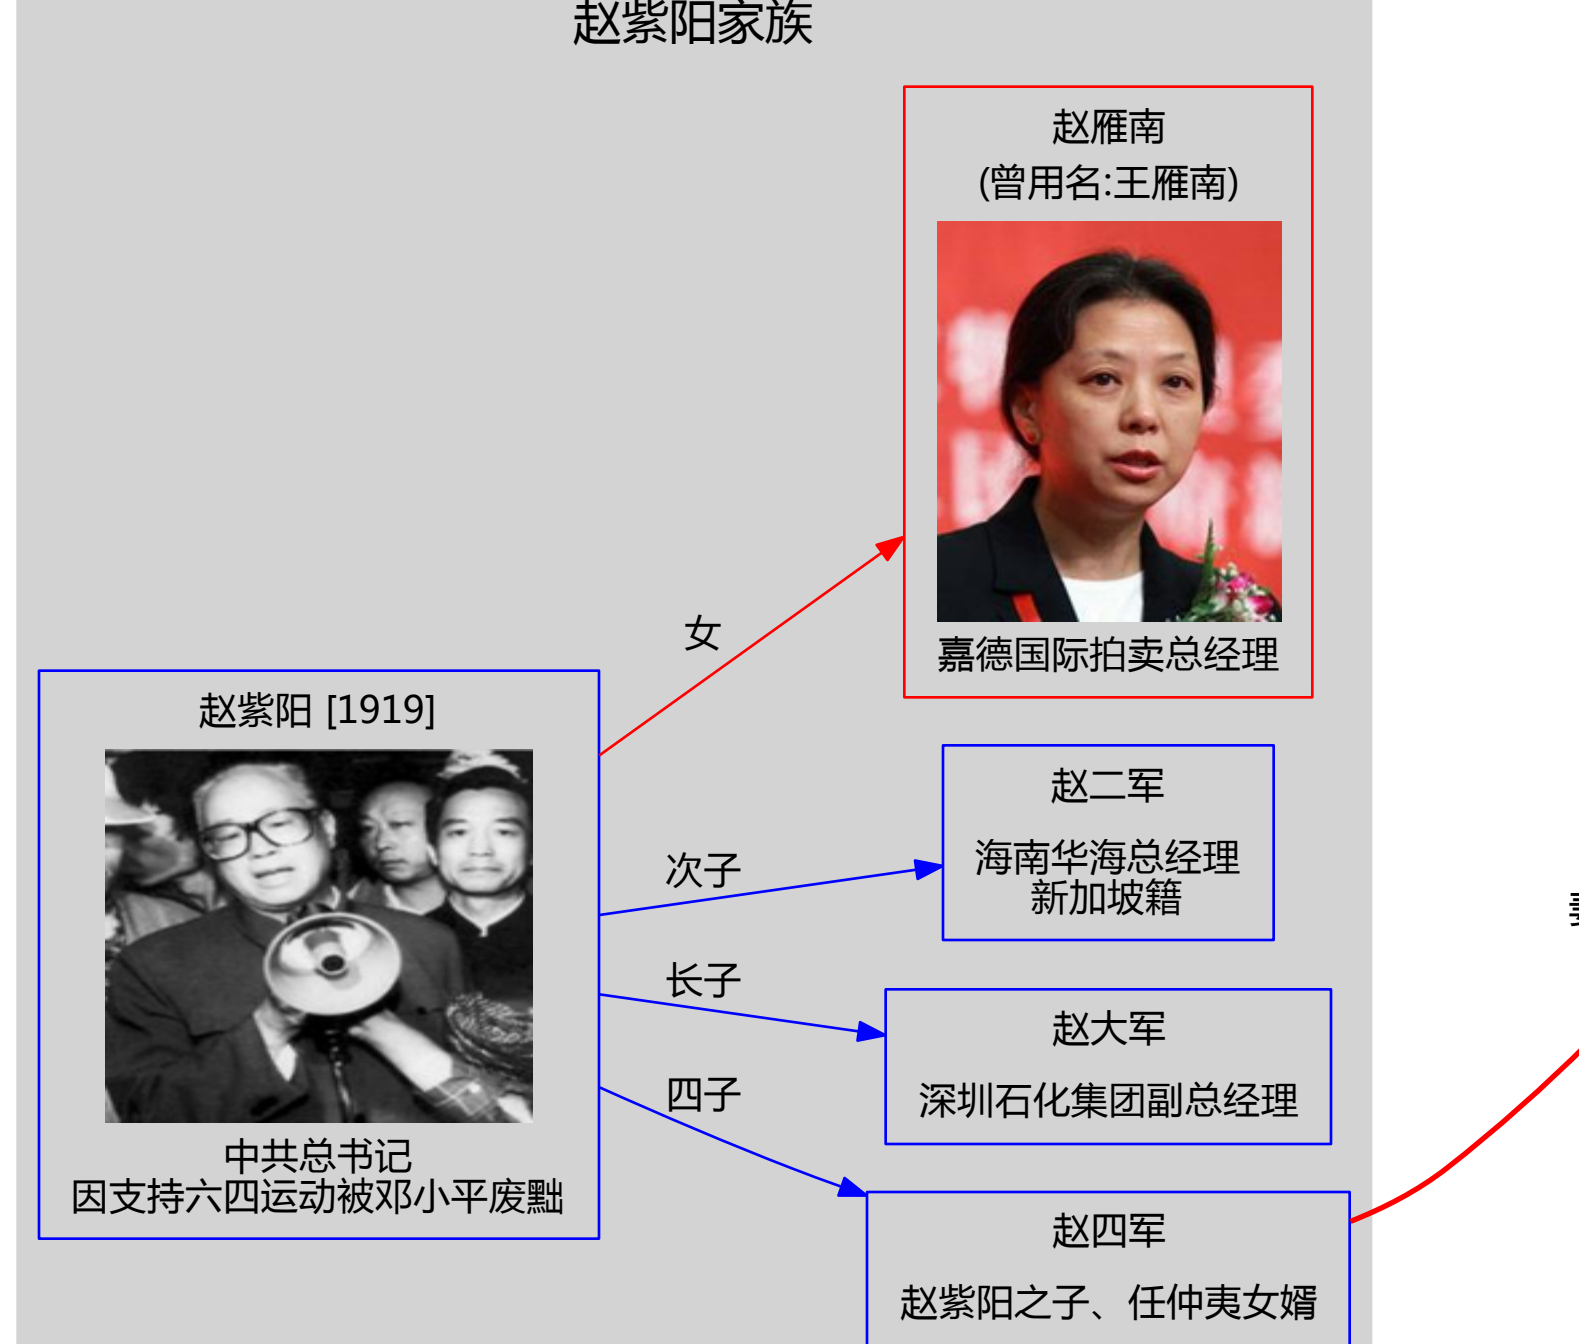 赵紫阳家族
赵雁南
(曾用名:王雁南)
嘉德国际拍卖总经理
女
赵紫阳 [1919]
中共总书记
因支持六四运动被邓小平废黜
次子
赵二军
海南华海总经理
新加坡籍
长子
赵大军
深圳石化集团副总经理
四子
赵四军
赵紫阳之子、任仲夷女婿